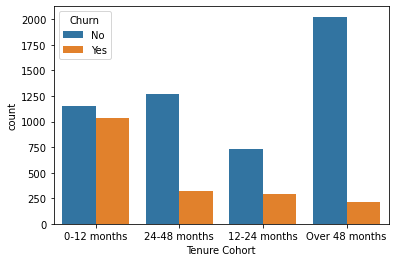 Churn
No
Yes
2000
1750
1500
1250
1000
750
500
250
0
count
0-12 months 24-48 months 12-24 months Over 48 months
Tenure Cohort